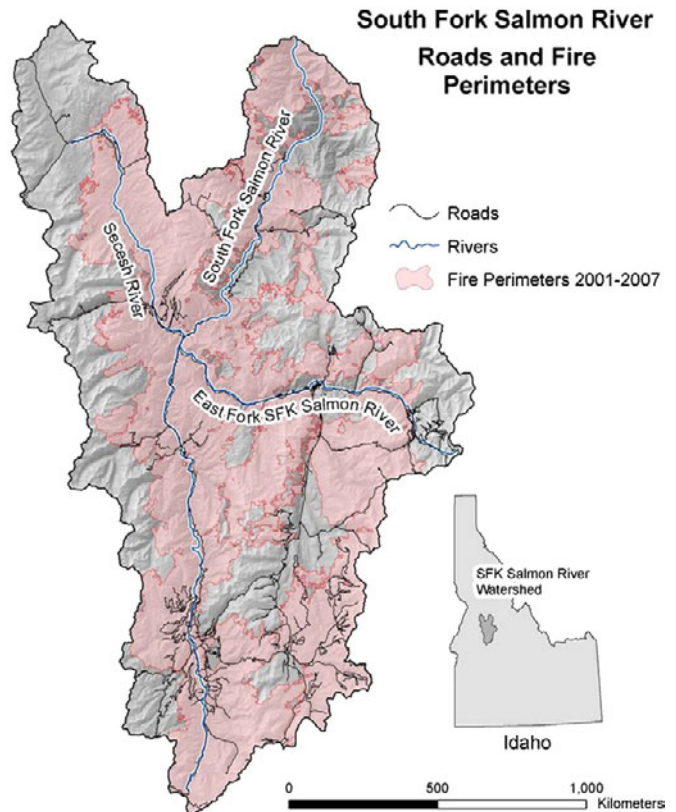 South Fork Salmon River
Roads and Fire
Perimeters
South Fork Salmon River
Roads
Rivers
Secesh River
Fire Perimeters 2001-2007
East Fork SFK Salmon River
SFK Salmon River
Watershed
Idaho
0 500 1,000
Kilometers